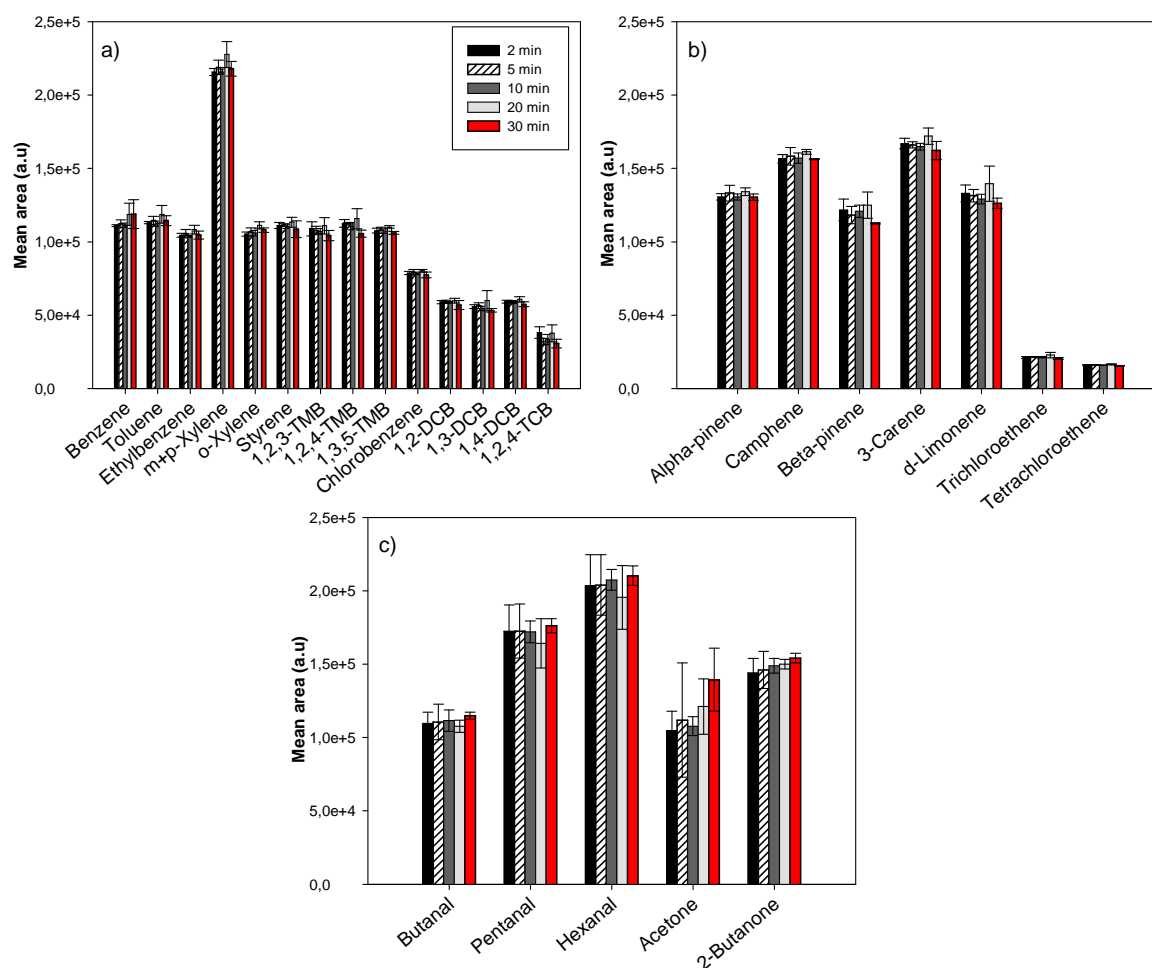 a)
2 min
5 min
10 min
20 min
30 min
Mean area (a.u)
2,5e+5
2,0e+5
1,5e+5
1,0e+5
5,0e+4
0,0
Benzene
Toluene
Ethylbenzene
m+p-Xylene
o-Xylene
Styrene
1,2,3-TMB
1,2,4-TMB
1,3,5-TMB
Chlorobenzene
1,2-DCB
1,3-DCB
1,4-DCB
1,2,4-TCB
b)
Mean area (a.u)
2,5e+5
2,0e+5
1,5e+5
1,0e+5
5,0e+4
0,0
Alpha-pinene
Camphene
Beta-pinene
3-Carene
d-Limonene
Trichloroethene
Tetrachloroethene
c)
Mean area (a.u)
2,5e+5
2,0e+5
1,5e+5
1,0e+5
5,0e+4
0,0
Butanal
Pentanal
Hexanal
Acetone
2-Butanone